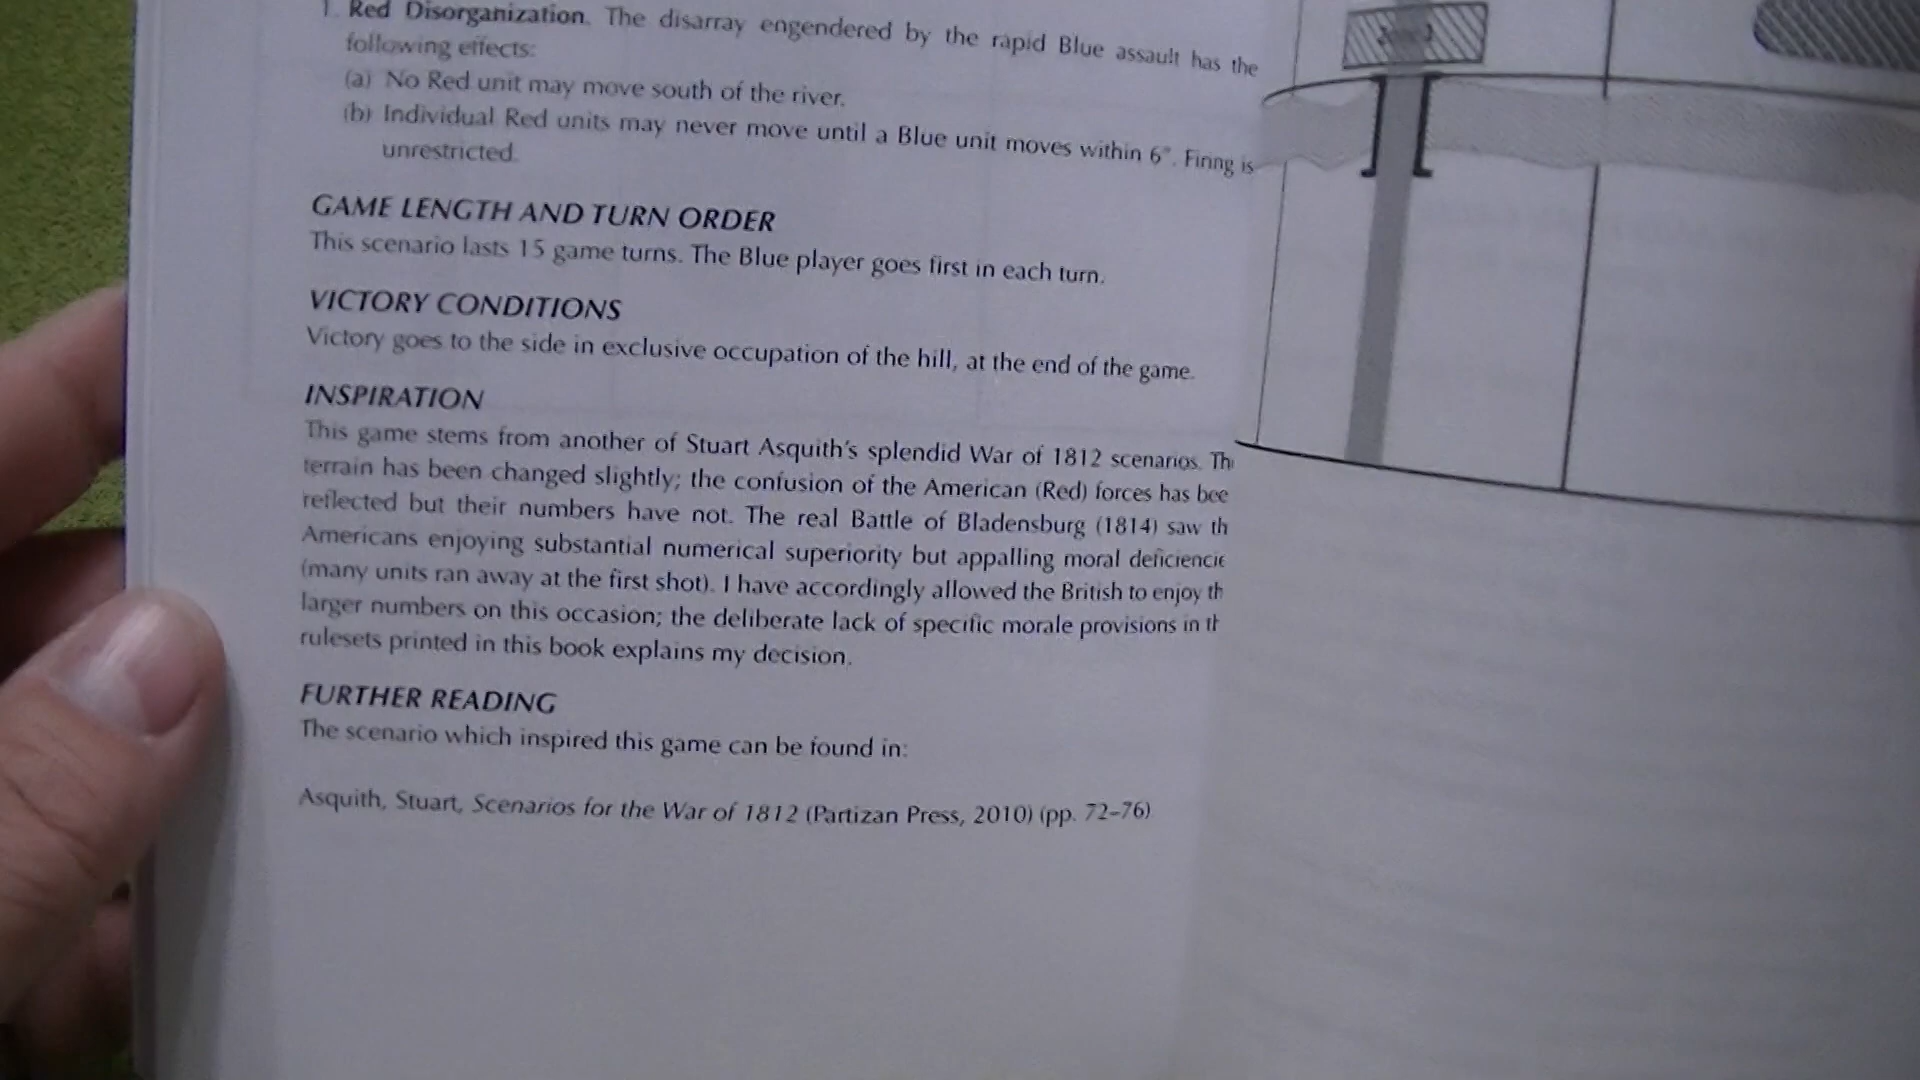 1. Red Disorganization. The disarray engendered by the rapid Blue assault has the
following effects:
(a) No Red unit may move south of the river.
(b) Individual Red units may never move until a Blue unit moves within 6". Firing is
unrestricted.
GAME LENGTH AND TURN ORDER
This scenario lasts 15 game turns. The Blue player goes first in each turn.
VICTORY CONDITIONS
Victory goes to the side in exclusive occupation of the hill, at the end of the game.
INSPIRATION
This game stems from another of Stuart Asquith's splendid War of 1812 scenarios. Th
terrain has been changed slightly; the confusion of the American (Red) forces has bee
reflected but their numbers have not. The real Battle of Bladensburg (1814) saw th
Americans enjoying substantial numerical superiority but appalling moral deficiencie
(many units ran away at the first shot). I have accordingly allowed the British to enjoy th
larger numbers on this occasion; the deliberate lack of specific morale provisions in th
rulesets printed in this book explains my decision.
FURTHER READING
The scenario which inspired this game can be found in:
Asquith, Stuart, Scenarios for the War of 1812 (Partizan Press, 2010) (pp. 72–76)